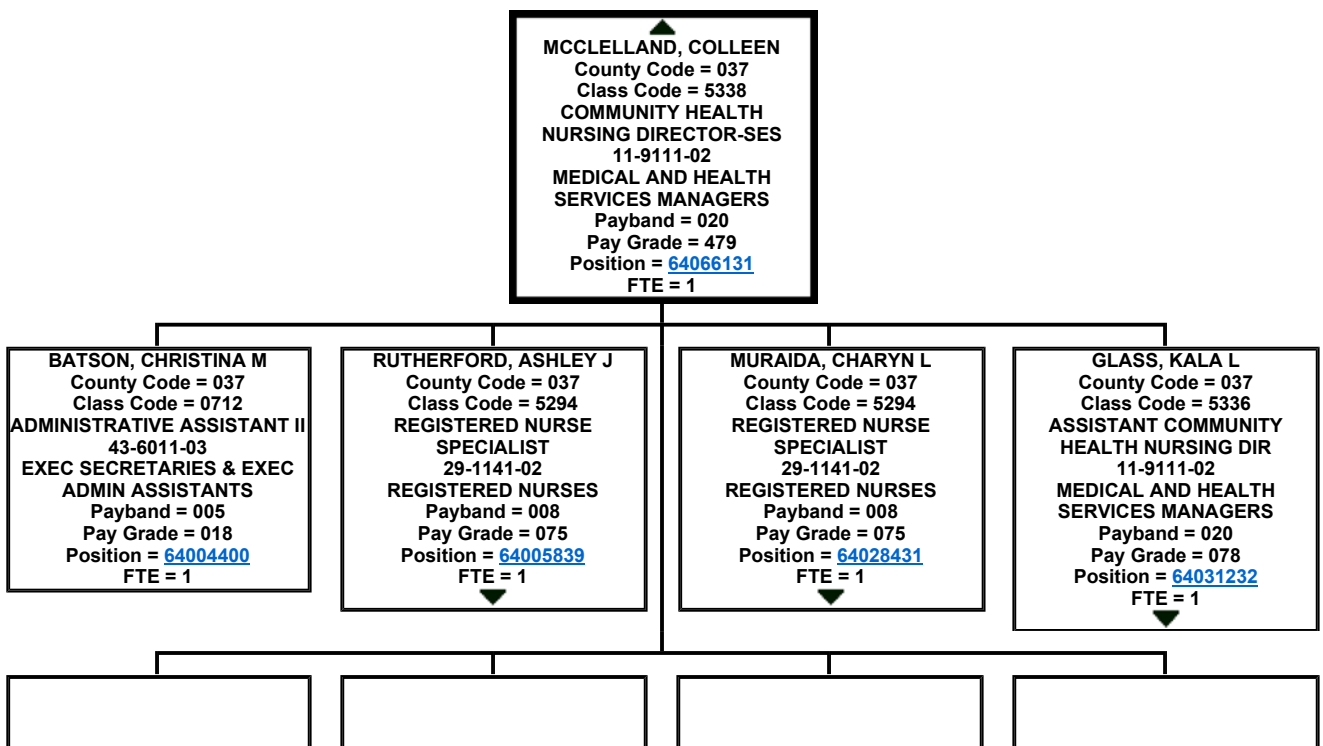 MCCLELLAND, COLLEEN
County Code = 037
Class Code = 5338
COMMUNITY HEALTH
NURSING DIRECTOR-SES
11-9111-02
MEDICAL AND HEALTH
SERVICES MANAGERS
Payband = 020
Pay Grade = 479
Position = 64066131
FTE = 1
BATSON, CHRISTINA M
County Code = 037
Class Code = 0712
ADMINISTRATIVE ASSISTANT II
43-6011-03
EXEC SECRETARIES & EXEC
ADMIN ASSISTANTS
Payband = 005
Pay Grade = 018
Position = 64004400
FTE = 1
RUTHERFORD, ASHLEY J
County Code = 037
Class Code = 5294
REGISTERED NURSE
SPECIALIST
29-1141-02
REGISTERED NURSES
Payband = 008
Pay Grade = 075
Position = 64005839
FTE = 1
MURAIDA, CHARYN L
County Code = 037
Class Code = 5294
REGISTERED NURSE
SPECIALIST
29-1141-02
REGISTERED NURSES
Payband = 008
Pay Grade = 075
Position = 64028431
FTE = 1
GLASS, KALA L
County Code = 037
Class Code = 5336
ASSISTANT COMMUNITY
HEALTH NURSING DIR
11-9111-02
MEDICAL AND HEALTH
SERVICES MANAGERS
Payband = 020
Pay Grade = 078
Position = 64031232
FTE = 1